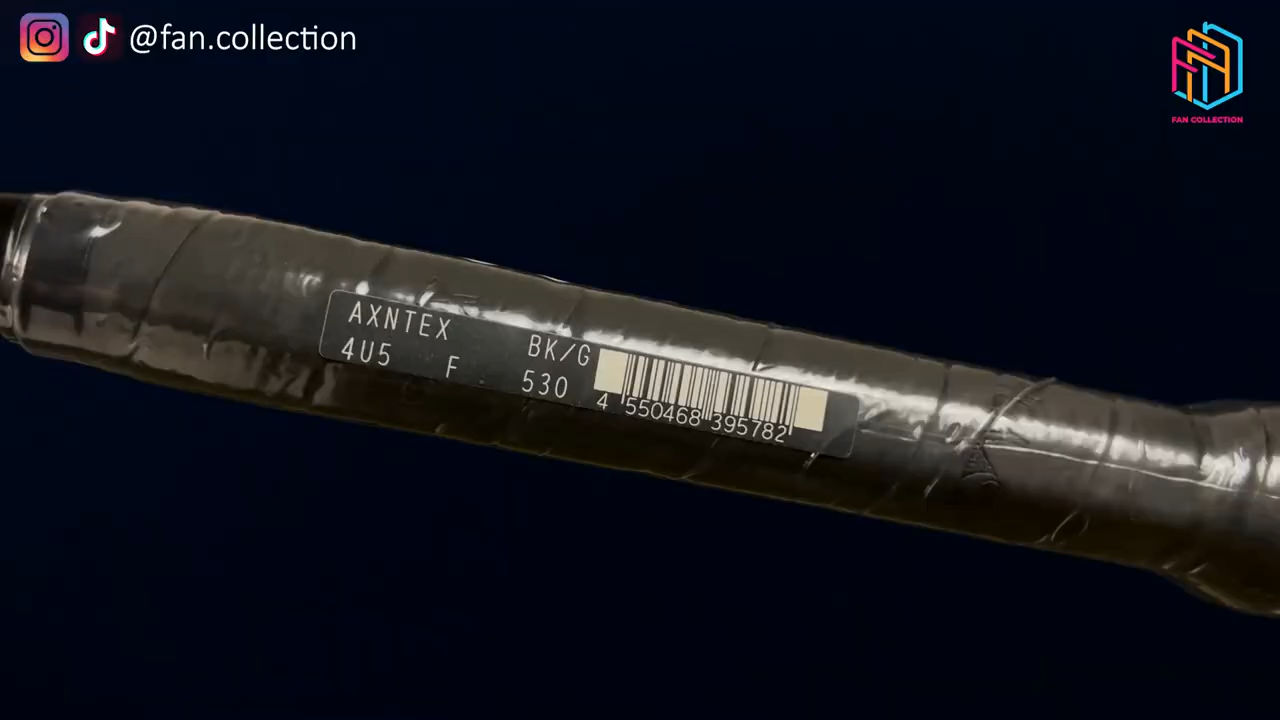 @fan.collection
FAN COLLECTION
AXNTEX BK/G
4U5 F 530
4 550468 395782